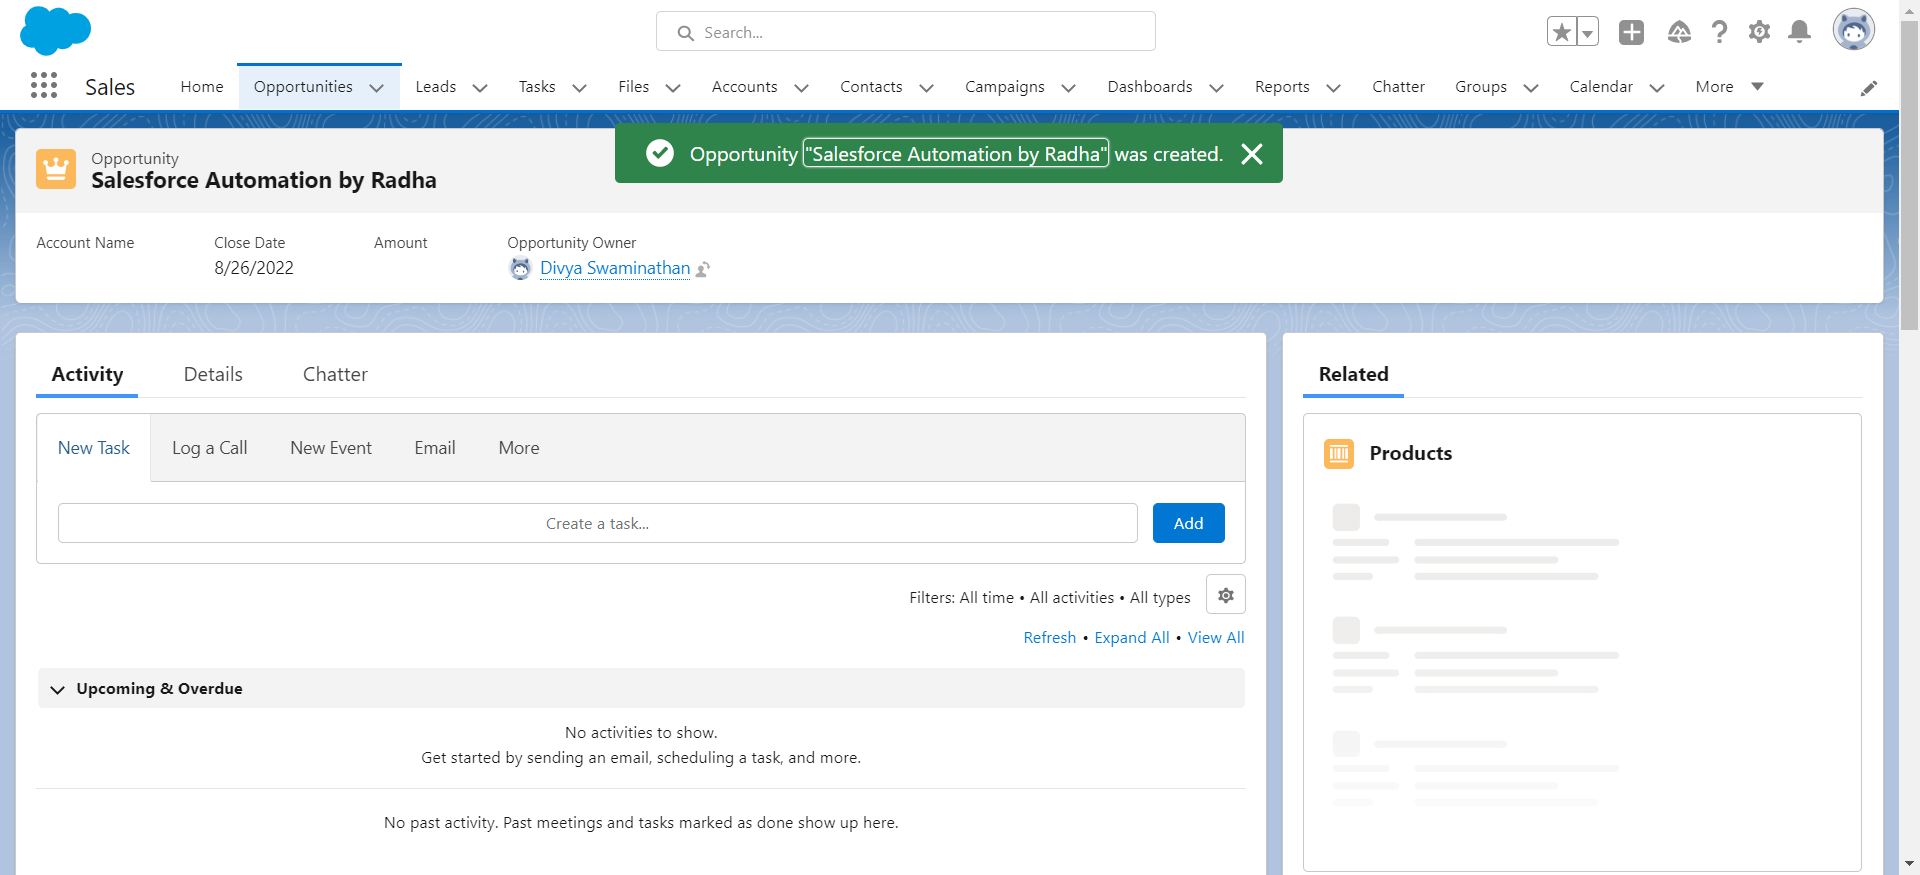 Search...
Sales
Home
Opportunities
Leads
Tasks
Files
Accounts
Contacts
Campaigns
Dashboards
Reports
Chatter
Groups
Calendar
More
Opportunity "Salesforce Automation by Radha" was created.
Opportunity
Salesforce Automation by Radha
Account Name
Close Date
8/26/2022
Amount
Opportunity Owner
Divya Swaminathan
Activity
Details
Chatter
New Task
Log a Call
New Event
Email
More
Create a task...
Add
Filters: All time • All activities • All types
Refresh • Expand All • View All
Upcoming & Overdue
No activities to show.
Get started by sending an email, scheduling a task, and more.
No past activity. Past meetings and tasks marked as done show up here.
Related
Products